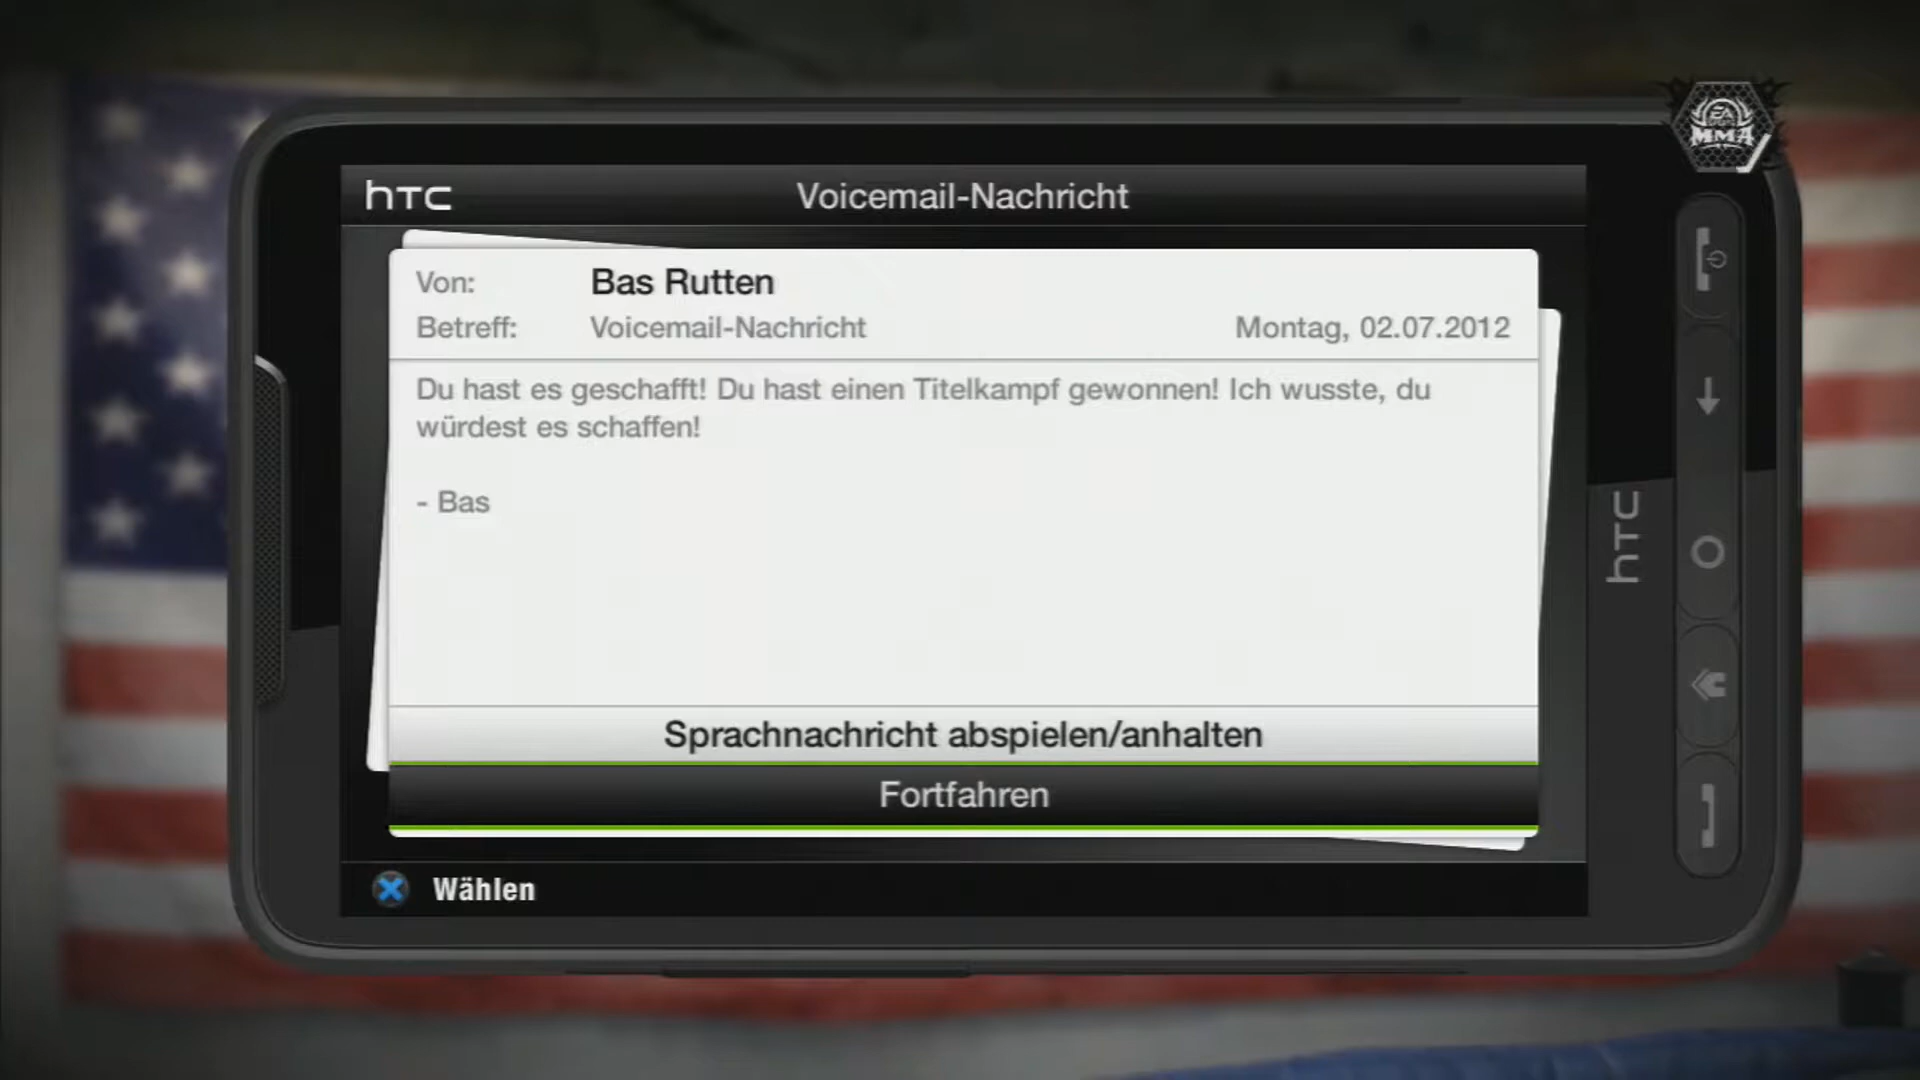 EA
MMA
hTC
Voicemail-Nachricht
Von: Bas Rutten
Betreff: Voicemail-Nachricht Montag, 02.07.2012
Du hast es geschafft! Du hast einen Titelkampf gewonnen! Ich wusste, du
würdest es schaffen!
- Bas
Sprachnachricht abspielen/anhalten
Fortfahren
Wählen
hTC